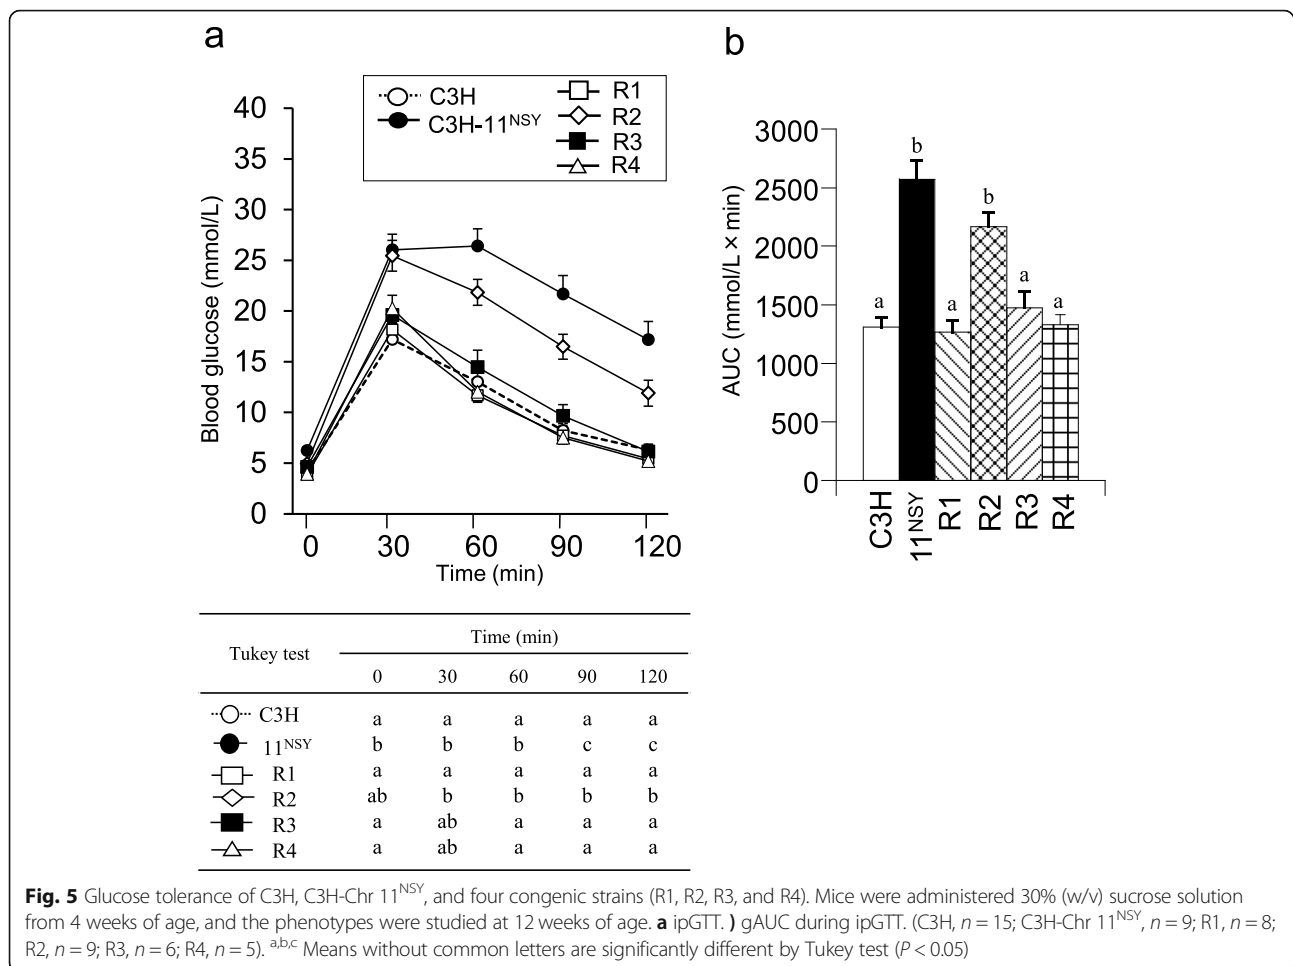 a
b
C3H
C3H-11NSY
R1
R2
R3
R4
Blood glucose (mmol/L)
40
35
30
25
20
15
10
5
0
0 30 60 90 120
Time (min)
AUC (mmol/L × min)
3000
2500
2000
1500
1000
500
0
a b a b a a
C3H 11NSY R1 R2 R3 R4
Tukey test
Time (min)
0 30 60 90 120
C3H a a a a a
11NSY b b b c c
R1 a a a a a
R2 ab b b b b
R3 a ab a a a
R4 a ab a a a
Fig. 5 Glucose tolerance of C3H, C3H-Chr 11NSY, and four congenic strains (R1, R2, R3, and R4). Mice were administered 30% (w/v) sucrose solution
from 4 weeks of age, and the phenotypes were studied at 12 weeks of age. a ipGTT. ) gAUC during ipGTT. (C3H, n = 15; C3H-Chr 11NSY, n = 9; R1, n = 8;
R2, n = 9; R3, n = 6; R4, n = 5). a,b,c Means without common letters are significantly different by Tukey test (P < 0.05)